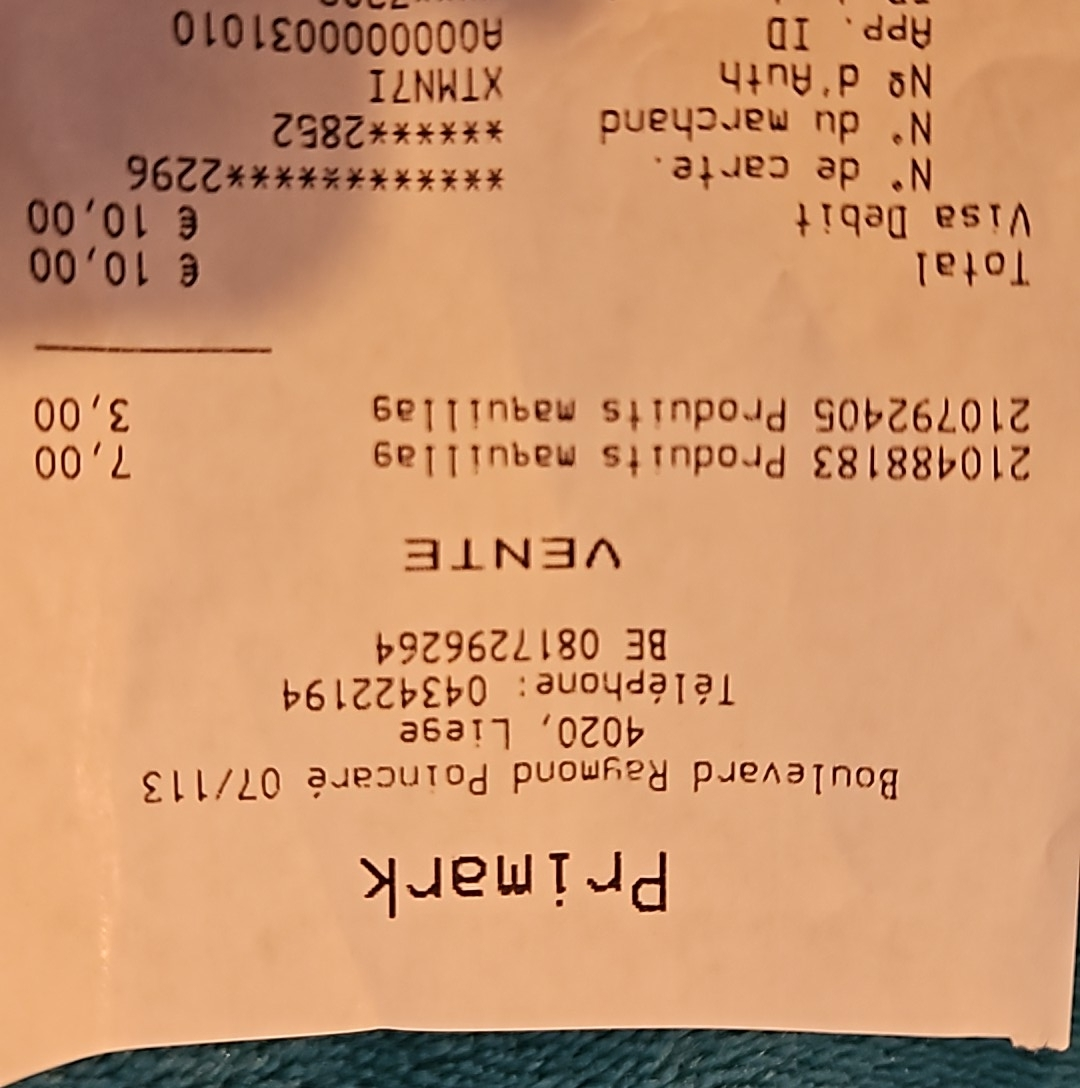 Primark
Boulevard Raymond Poincaré 07/113
4020, Liege
Téléphone: 043422194
BE 0817296264
VENTE
210488183 Produits maquillag 7,00
210792405 Produits maquillag 3,00
Total € 10,00
Visa Debit € 10,00
N° de carte. ************2296
N° du marchand ******2852
Nº d'Auth XTMN7I
App. ID A0000000031010